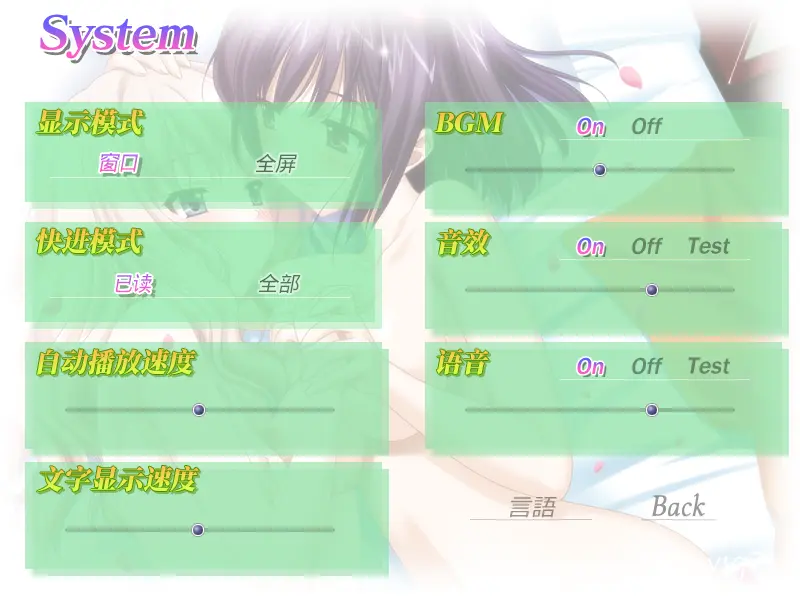 System
显示模式
窗口 全屏
快进模式
已读 全部
自动播放速度
文字显示速度
BGM On Off
音效 On Off Test
语音 On Off Test
言語 Back